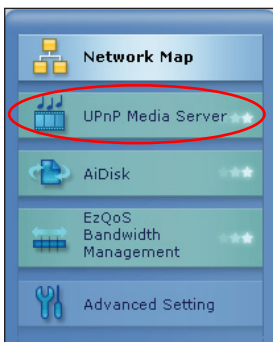 Network Map
UPnP Media Server
AiDisk
EzQoS
Bandwidth
Management
Advanced Setting